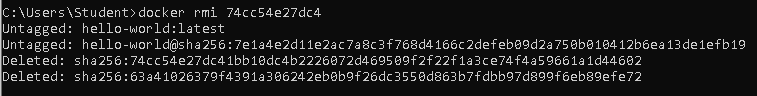 C:\Users\Student>docker rmi 74cc54e27dc4
Untagged: hello-world:latest
Untagged: hello-world@sha256:7e1a4e2d11e2ac7a8c3f768d4166c2defeb09d2a750b010412b6ea13de1efb19
Deleted: sha256:74cc54e27dc41bb10dc4b2226072d469509f2f22f1a3ce74f4a59661a1d44602
Deleted: sha256:63a41026379f4391a306242eb0b9f26dc3550d863b7fdbb97d899f6eb89efe72